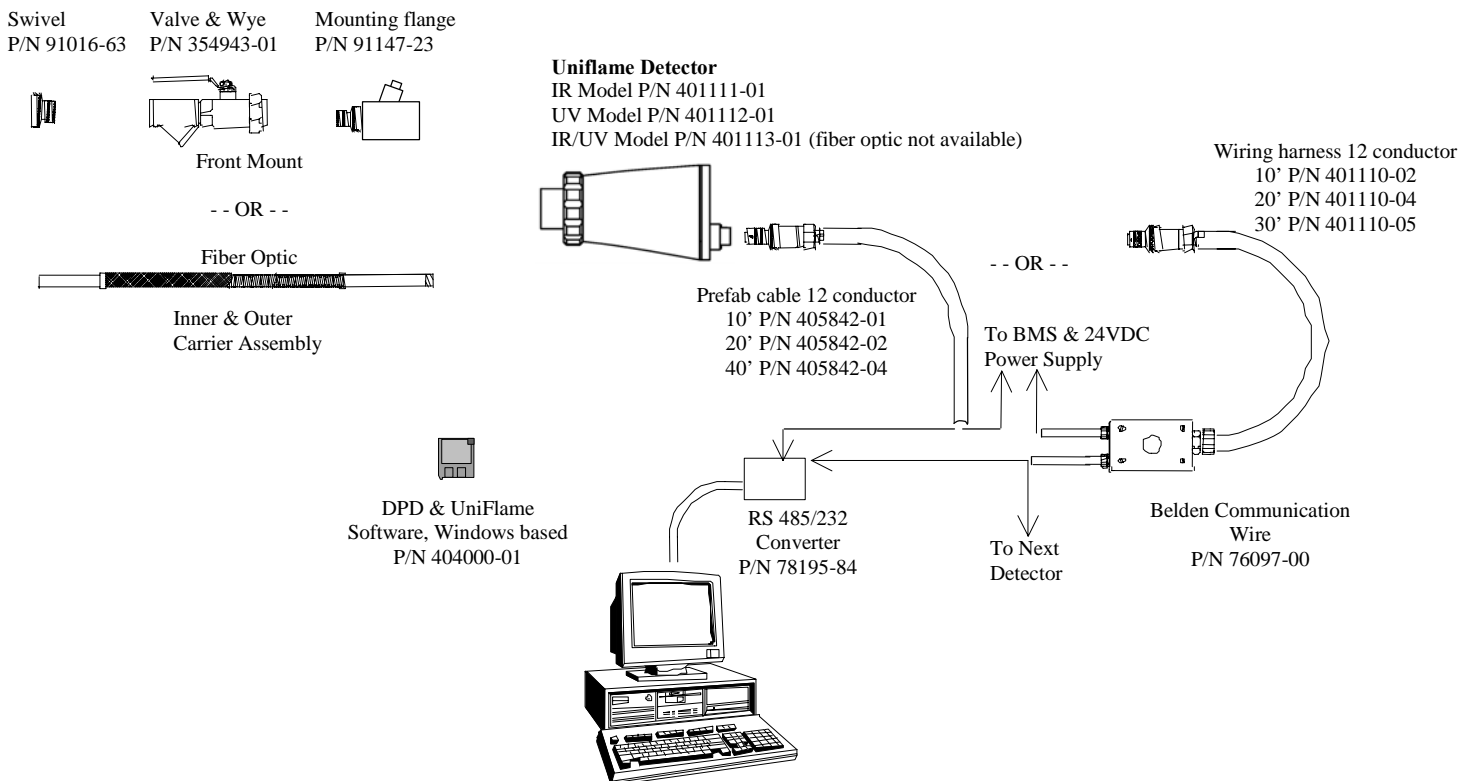 Swivel
P/N 91016-63
Valve & Wye
P/N 354943-01
Mounting flange
P/N 91147-23
Front Mount
- - OR - -
Fiber Optic
Inner & Outer
Carrier Assembly
Uniflame Detector
IR Model P/N 401111-01
UV Model P/N 401112-01
IR/UV Model P/N 401113-01 (fiber optic not available)
Prefab cable 12 conductor
10’ P/N 405842-01
20’ P/N 405842-02
40’ P/N 405842-04
- - OR - -
Wiring harness 12 conductor
10’ P/N 401110-02
20’ P/N 401110-04
30’ P/N 401110-05
To BMS & 24VDC
Power Supply
DPD & UniFlame
Software, Windows based
P/N 404000-01
RS 485/232
Converter
P/N 78195-84
To Next
Detector
Belden Communication
Wire
P/N 76097-00